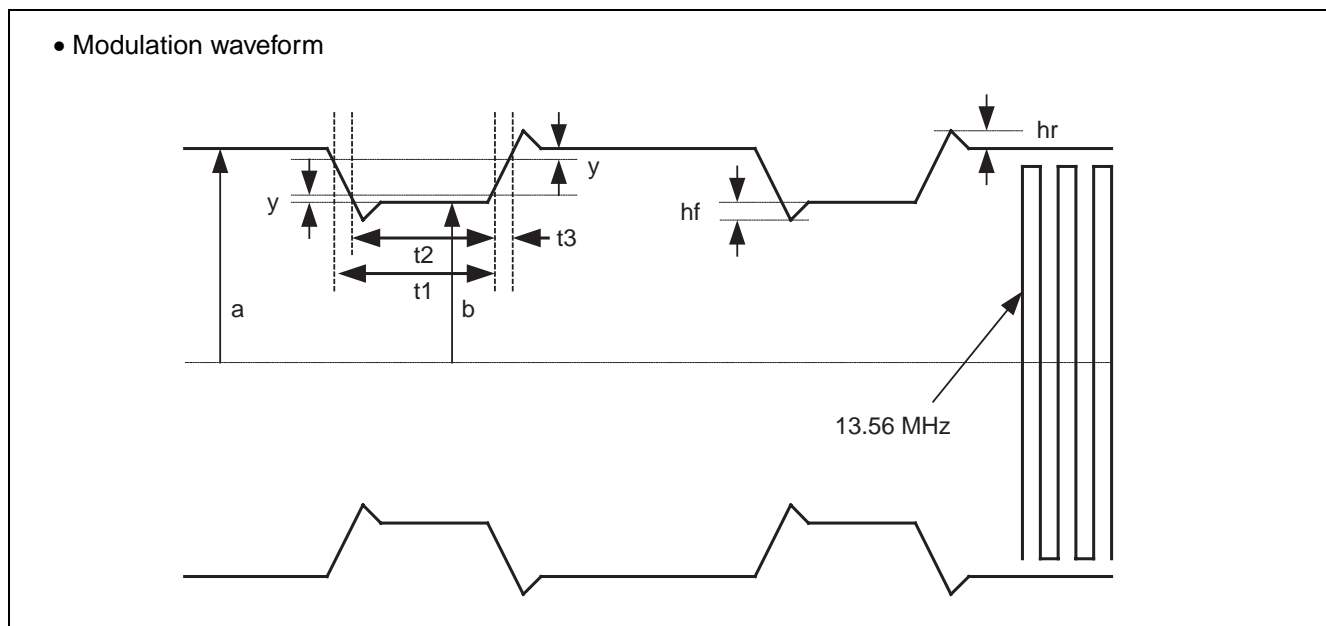 • Modulation waveform
hr
y
y
hf
t3
t2
t1
a
b
13.56 MHz